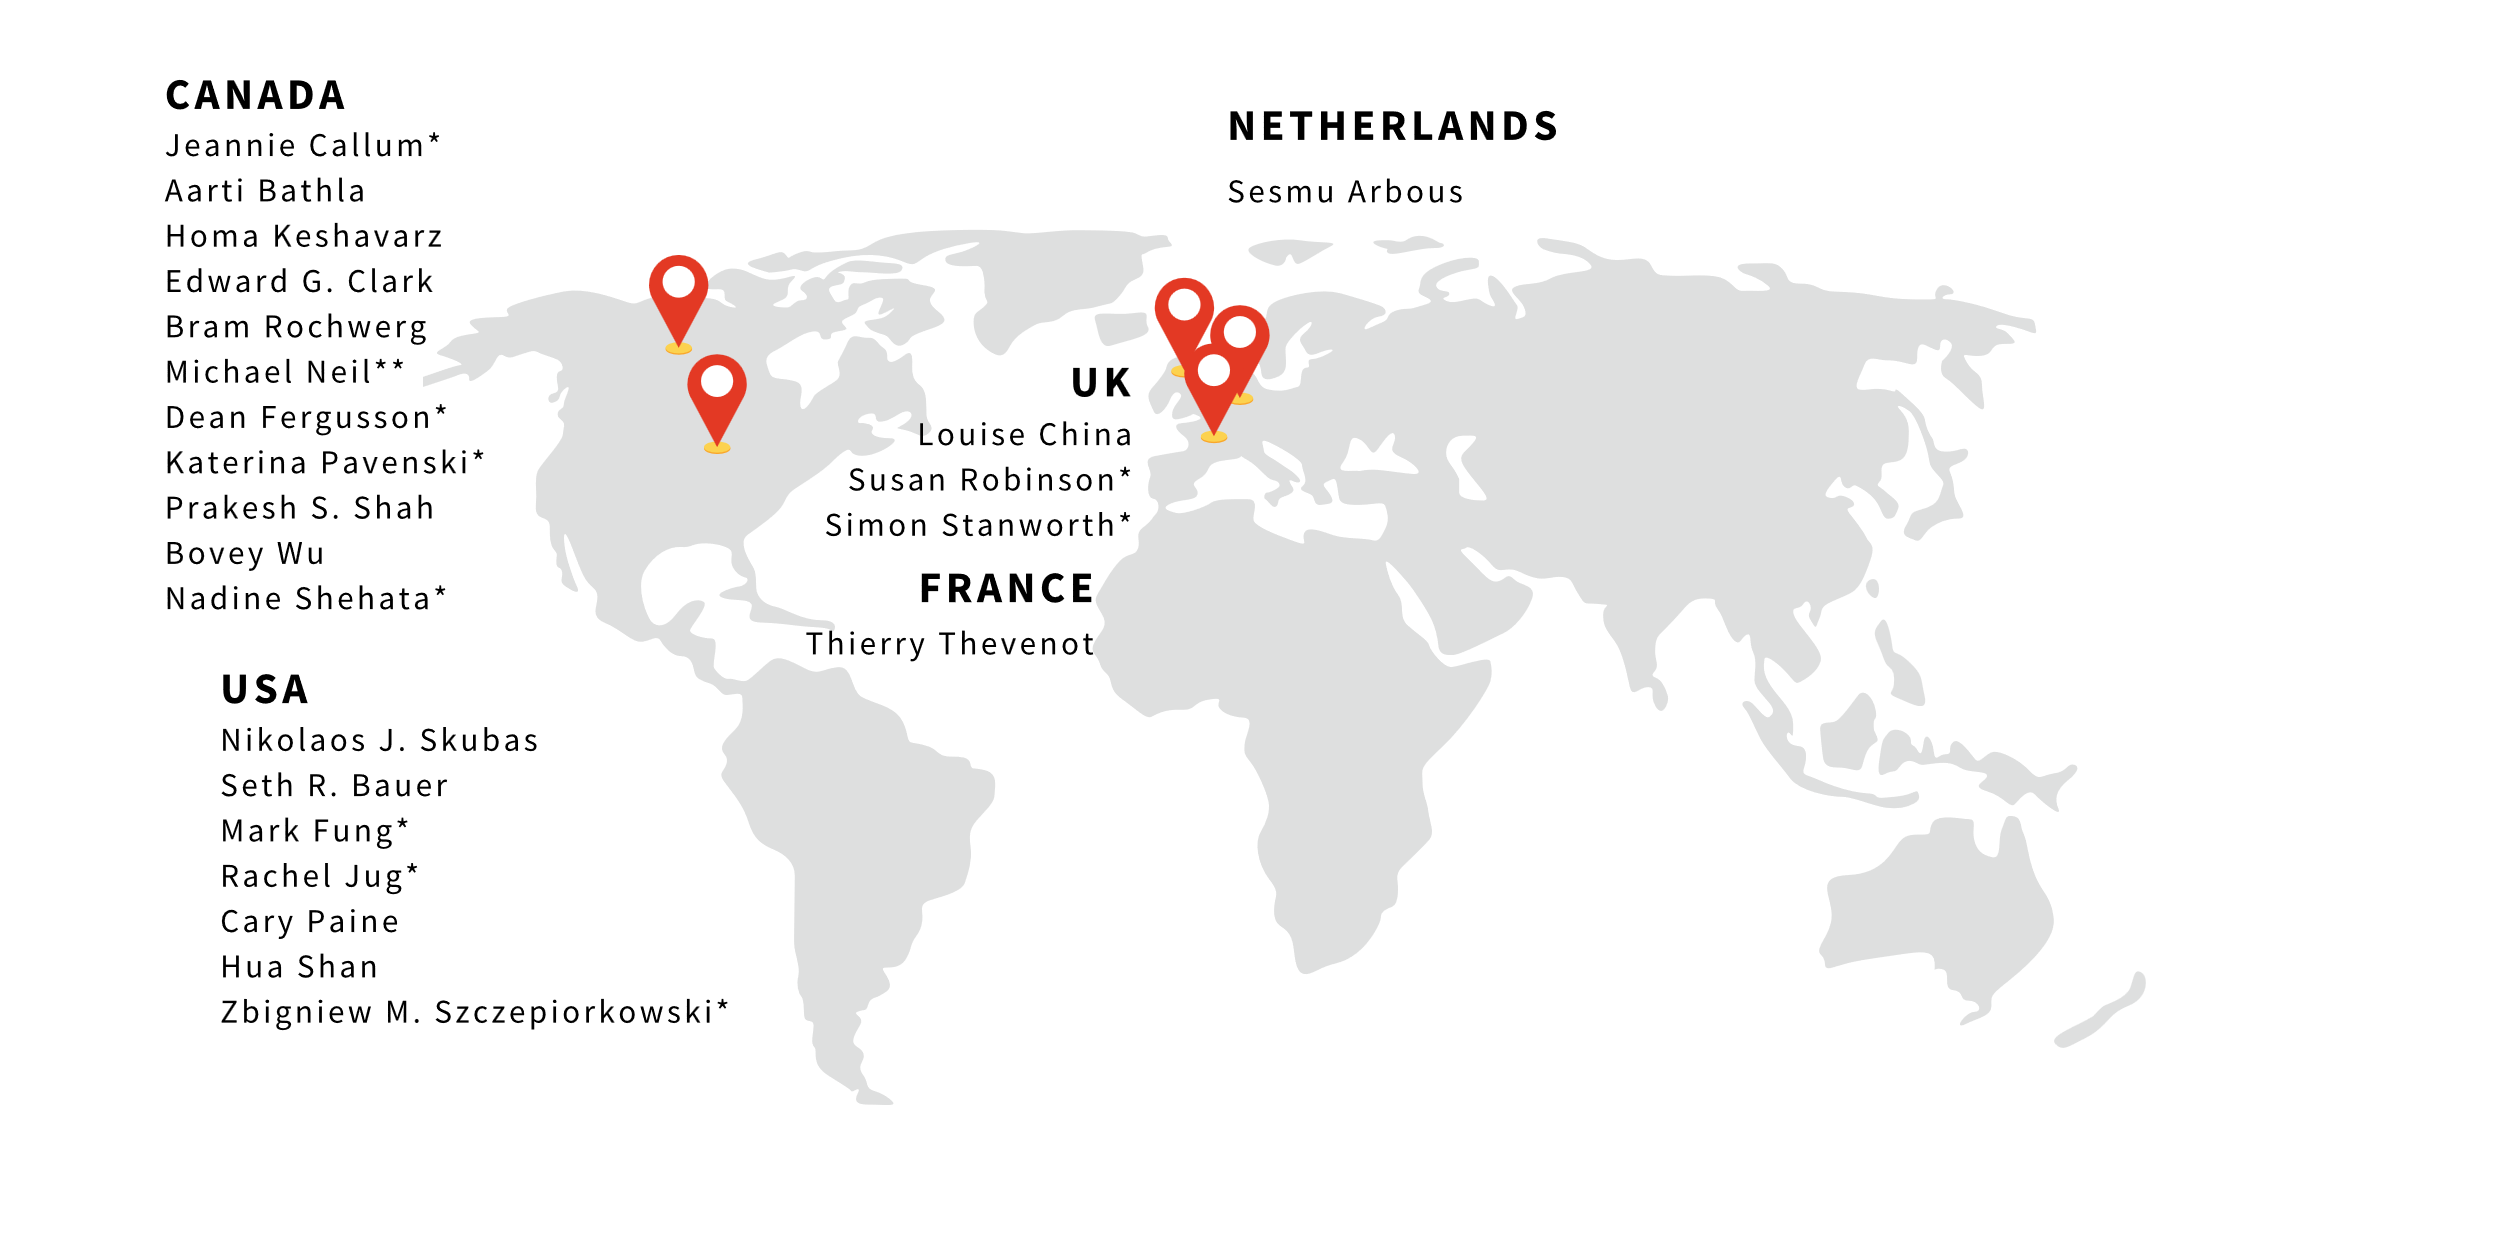 CANADA
Jeannie Callum*
Aarti Bathla
Homa Keshavarz
Edward G. Clark
Bram Rochwerg
Michael Neil**
Dean Fergusson*
Katerina Pavenski*
Prakesh S. Shah
Bovey Wu
Nadine Shehata*
USA
Nikolaos J. Skubas
Seth R. Bauer
Mark Fung*
Rachel Jug*
Cary Paine
Hua Shan
Zbigniew M. Szczepiorkowski*
NETHERLANDS
Sesmu Arbous
UK
Louise China
Susan Robinson*
Simon Stanworth*
FRANCE
Thierry Thevenot